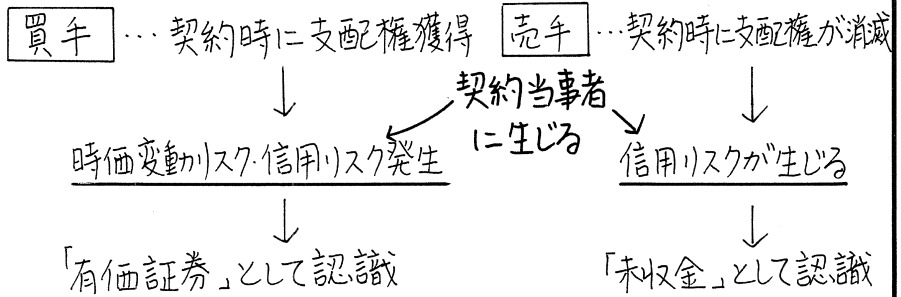 買手…契約時に支配権獲得
売手…契約時に支配権が消滅
契約当事者
に生じる
時価変動リスク・信用リスク発生
信用リスクが生じる
「有価証券」として認識
「未収金」として認識